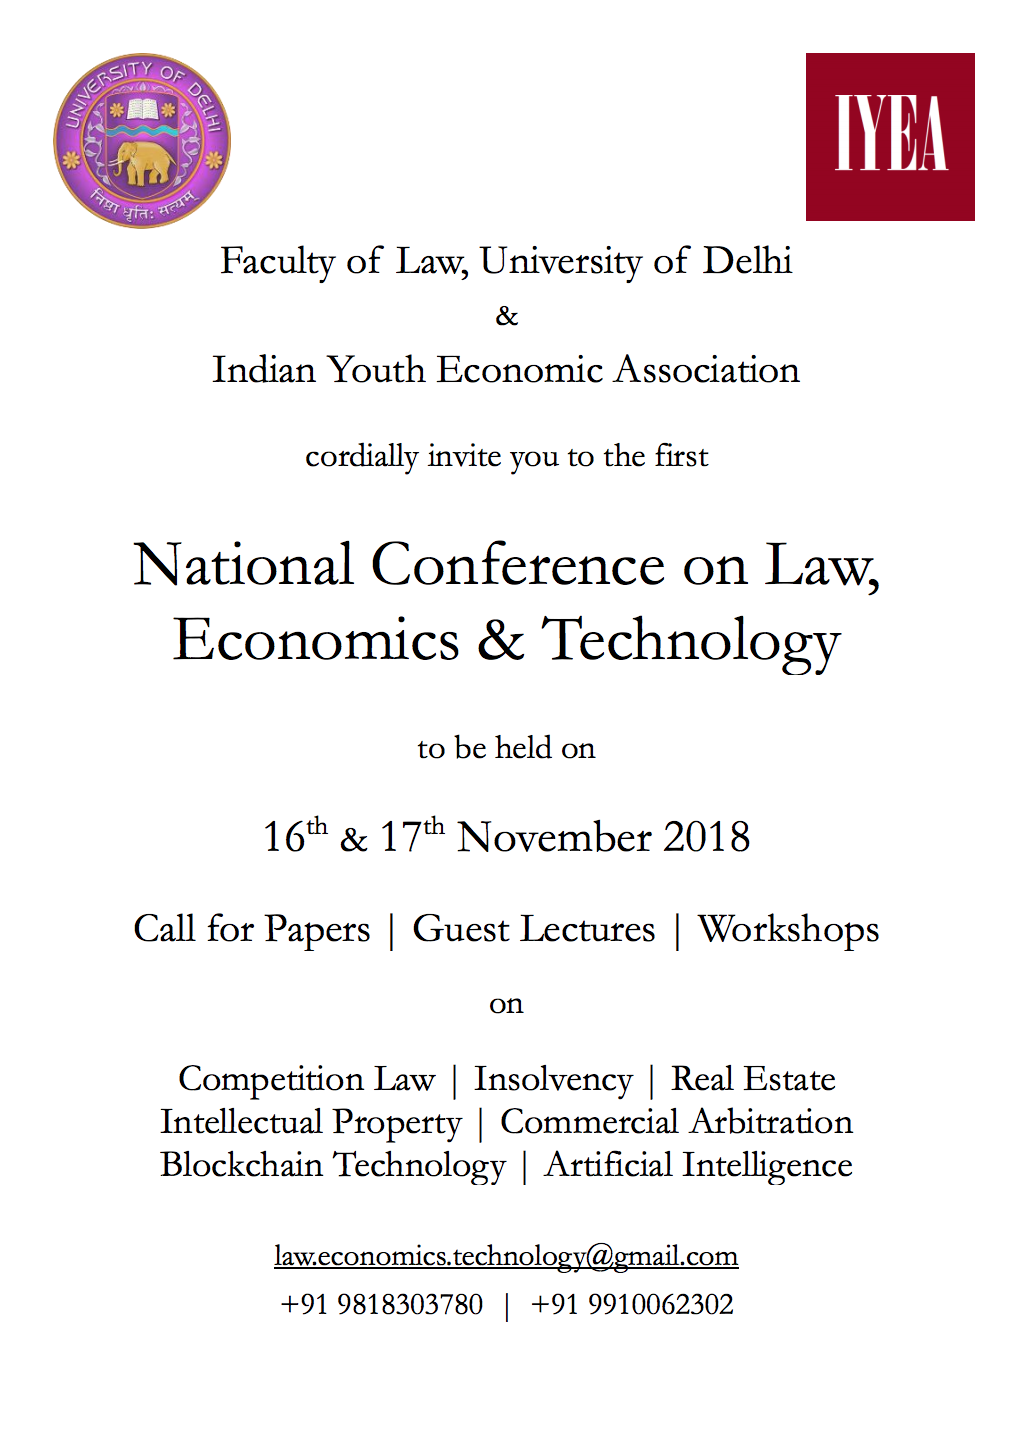 UNIVERSITY OF DELHI
निष्ठा धृतिः सत्यम्
IYEA
Faculty of Law, University of Delhi
&
Indian Youth Economic Association
cordially invite you to the first
National Conference on Law,
Economics & Technology
to be held on
16th & 17th November 2018
Call for Papers | Guest Lectures | Workshops
on
Competition Law | Insolvency | Real Estate
Intellectual Property | Commercial Arbitration
Blockchain Technology | Artificial Intelligence
law.economics.technology@gmail.com
+91 9818303780 | +91 9910062302